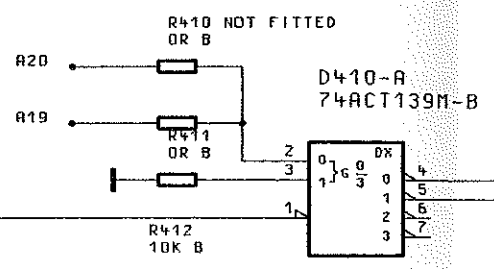 R410 NOT FITTED
0R B
A20
D410-A
74ACT139M-B
A19
R411
0R B
2
3
0
1
} G 0/3
DX
0
1
2
3
4
5
6
7
1
R412
10K B